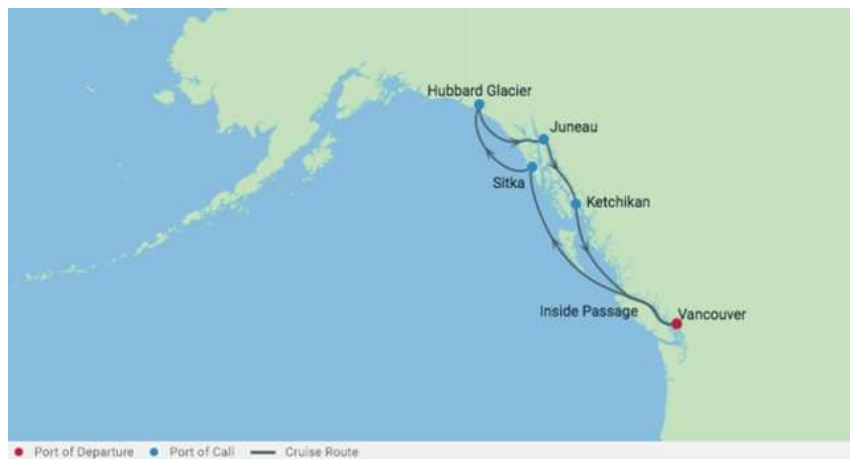 Hubbard Glacier
Juneau
Sitka
Ketchikan
Inside Passage
Vancouver
Port of Departure Port of Call Cruise Route